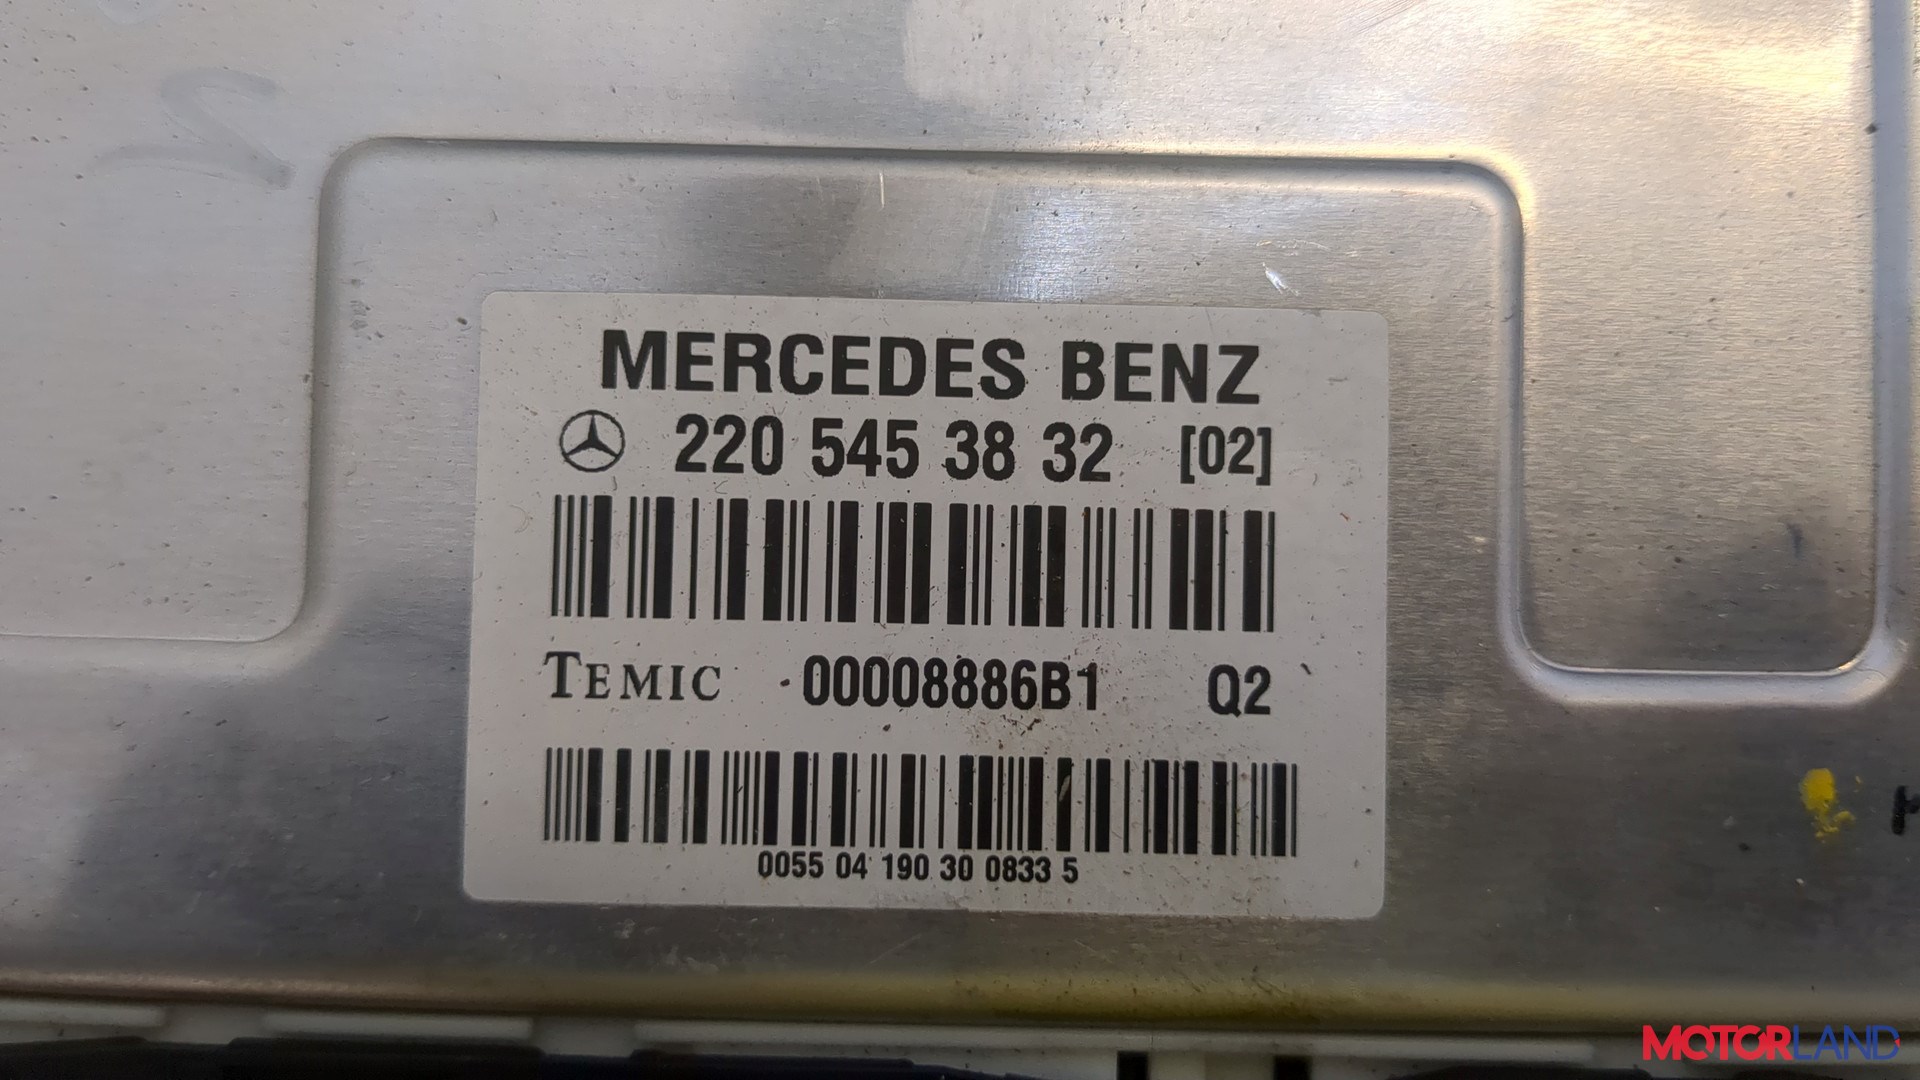 MERCEDES BENZ
220 545 38 32 [02]
TEMIC 00008886B1 Q2
0055 04 190 30 0833 5
MOTORLAND